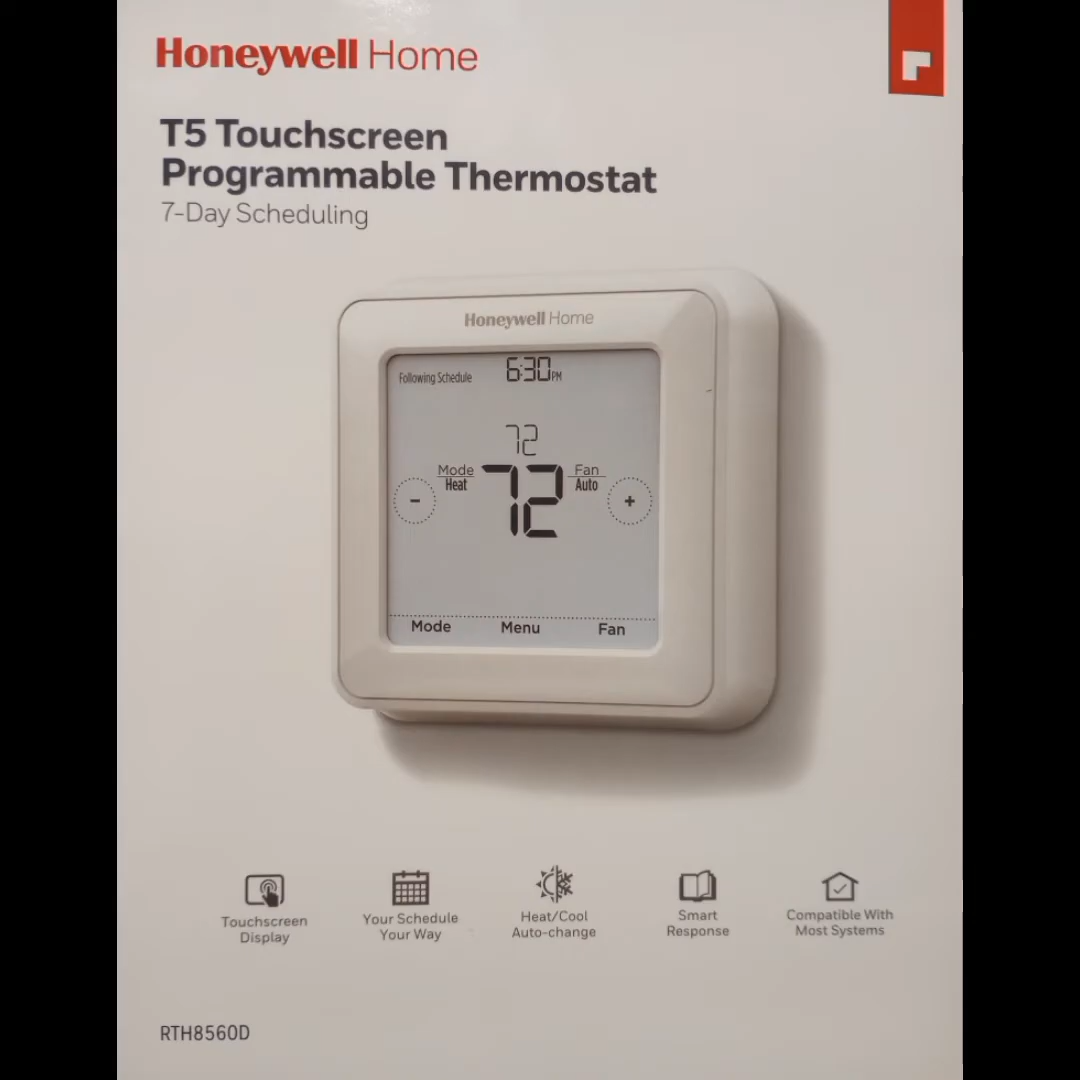 Honeywell Home
T5 Touchscreen
Programmable Thermostat
7-Day Scheduling
Honeywell Home
Following Schedule 6:30 PM
72
Mode
Heat
72
Fan
Auto
-
+
Mode Menu Fan
Touchscreen
Display
Your Schedule
Your Way
Heat/Cool
Auto-change
Smart
Response
Compatible With
Most Systems
RTH8560D